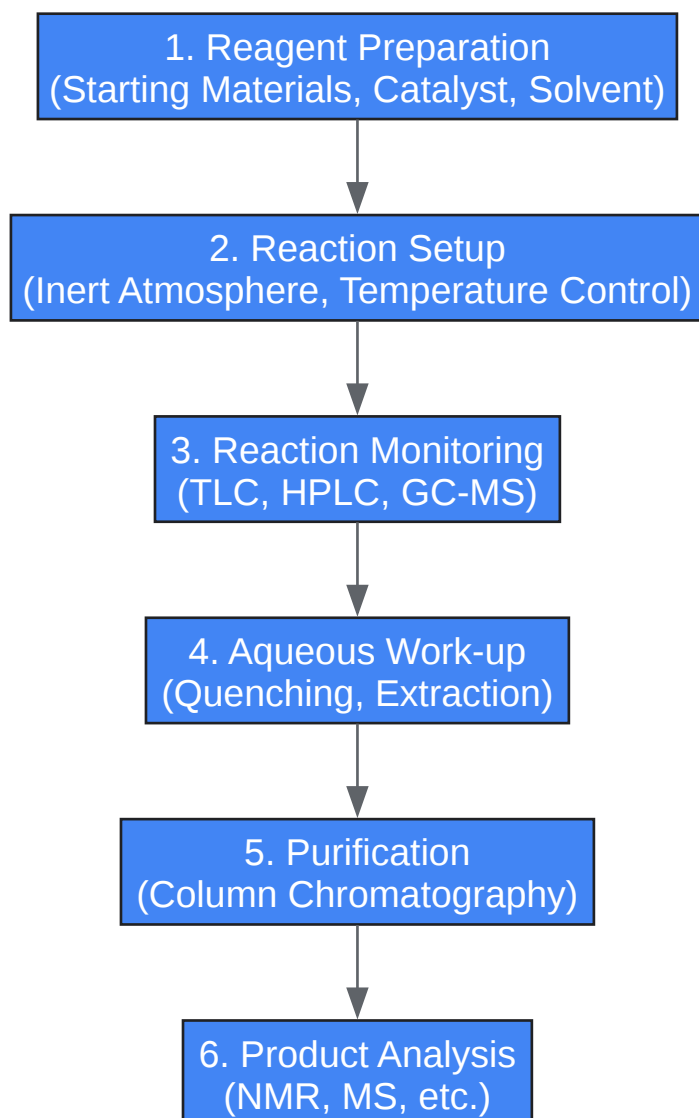 1. Reagent Preparation
(Starting Materials, Catalyst, Solvent)
2. Reaction Setup
(Inert Atmosphere, Temperature Control)
3. Reaction Monitoring
(TLC, HPLC, GC-MS)
4. Aqueous Work-up
(Quenching, Extraction)
5. Purification
(Column Chromatography)
6. Product Analysis
(NMR, MS, etc.)